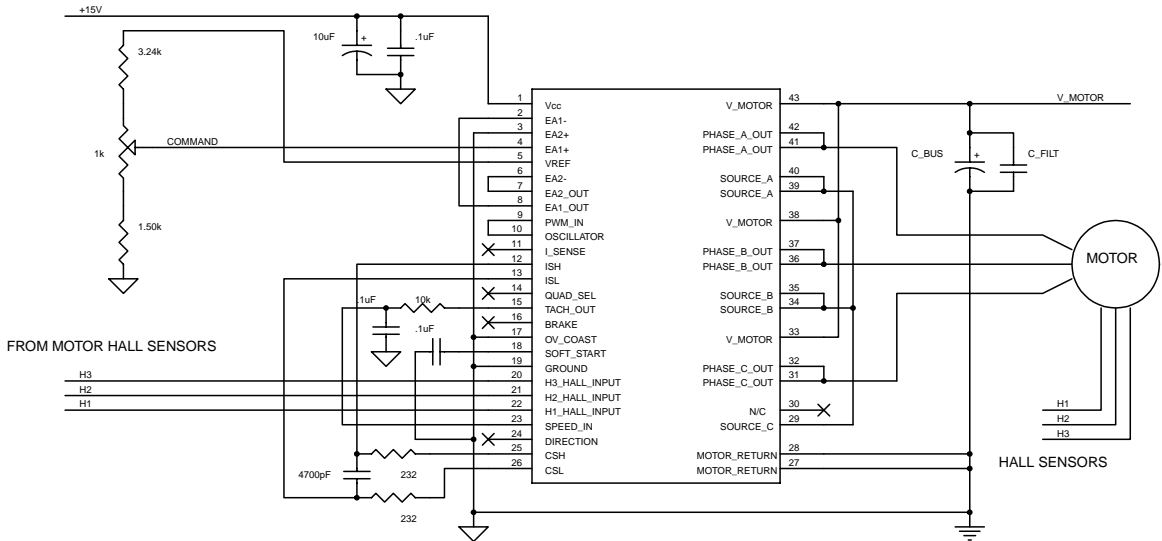 +15V
3.24k
1k
COMMAND
1.50k
10uF
+
.1uF
1
Vcc
2
EA1-
3
EA2+
4
EA1+
5
VREF
6
EA2-
7
EA2_OUT
8
EA1_OUT
9
PWM_IN
10
OSCILLATOR
11
I_SENSE
12
ISH
13
ISL
14
QUAD_SEL
15
TACH_OUT
16
BRAKE
17
OV_COAST
18
SOFT_START
19
GROUND
20
H3_HALL_INPUT
21
H2_HALL_INPUT
22
H1_HALL_INPUT
23
SPEED_IN
24
DIRECTION
25
CSH
26
CSL
.1uF
10k
.1uF
FROM MOTOR HALL SENSORS
H3
H2
H1
4700pF
232
232
43
V_MOTOR
42
PHASE_A_OUT
41
PHASE_A_OUT
40
SOURCE_A
39
SOURCE_A
38
V_MOTOR
37
PHASE_B_OUT
36
PHASE_B_OUT
35
SOURCE_B
34
SOURCE_B
33
V_MOTOR
32
PHASE_C_OUT
31
PHASE_C_OUT
30
N/C
29
SOURCE_C
28
MOTOR_RETURN
27
MOTOR_RETURN
V_MOTOR
C_BUS
+
C_FILT
MOTOR
H1
H2
H3
HALL SENSORS